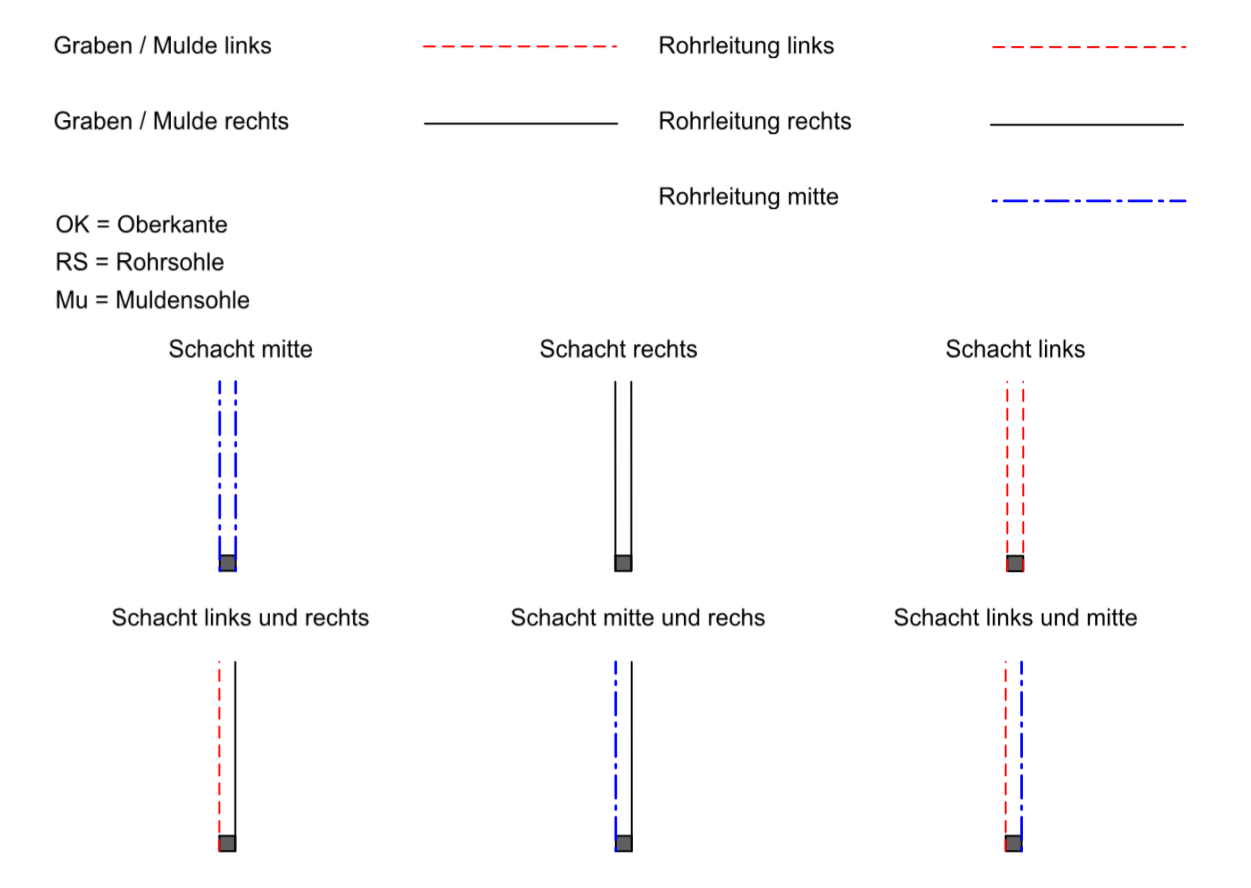 Graben / Mulde links
Rohrleitung links
Graben / Mulde rechts
Rohrleitung rechts
Rohrleitung mitte
OK = Oberkante
RS = Rohrsohle
Mu = Muldensohle
Schacht mitte
Schacht rechts
Schacht links
Schacht links und rechts
Schacht mitte und rechs
Schacht links und mitte